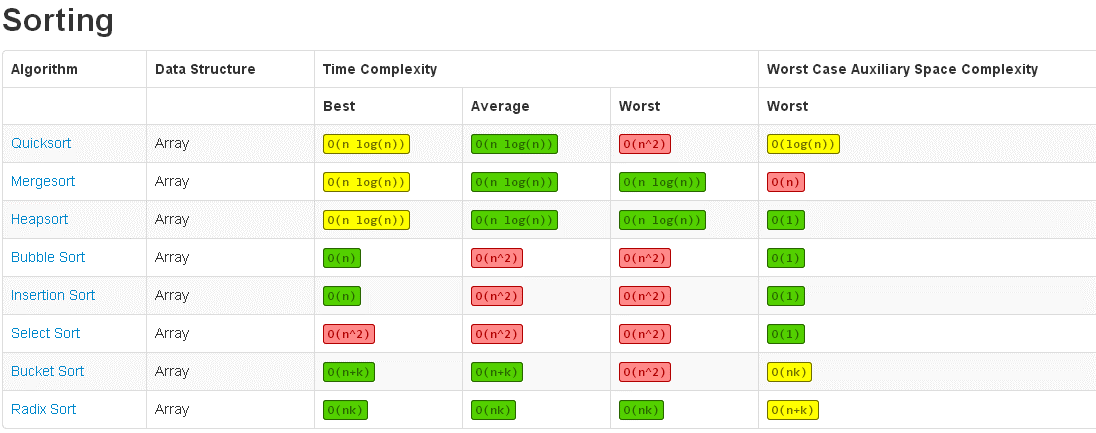 Sorting
Algorithm Data Structure Time Complexity Worst Case Auxiliary Space Complexity
Best Average Worst Worst
Quicksort Array O(n log(n)) O(n log(n)) O(n^2) O(log(n))
Mergesort Array O(n log(n)) O(n log(n)) O(n log(n)) O(n)
Heapsort Array O(n log(n)) O(n log(n)) O(n log(n)) O(1)
Bubble Sort Array O(n) O(n^2) O(n^2) O(1)
Insertion Sort Array O(n) O(n^2) O(n^2) O(1)
Select Sort Array O(n^2) O(n^2) O(n^2) O(1)
Bucket Sort Array O(n+k) O(n+k) O(n^2) O(nk)
Radix Sort Array O(nk) O(nk) O(nk) O(n+k)